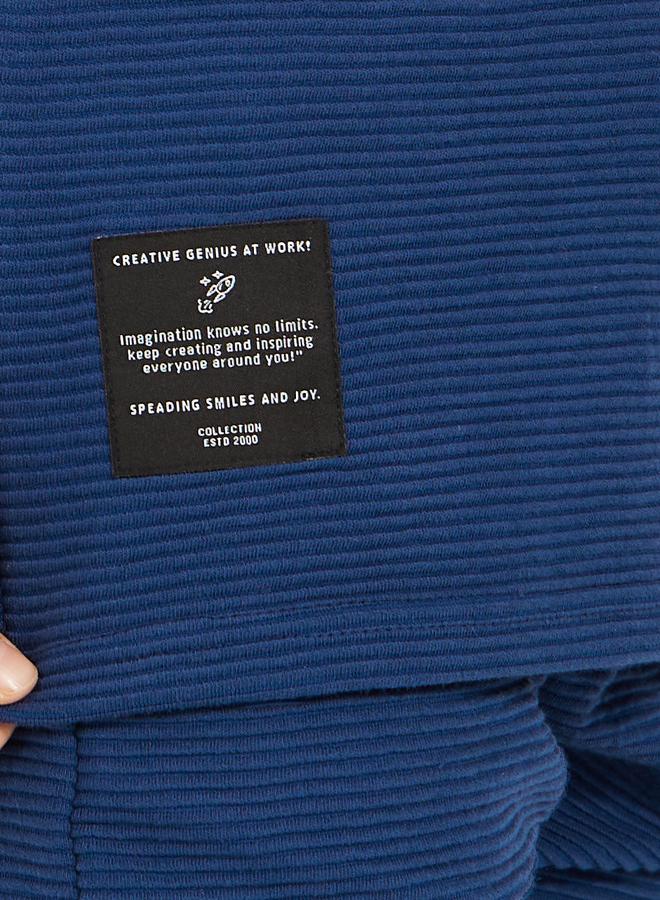 CREATIVE GENIUS AT WORK!
Imagination knows no limits.
keep creating and inspiring
everyone around you!"
SPEADING SMILES AND JOY.
COLLECTION
ESTD 2000